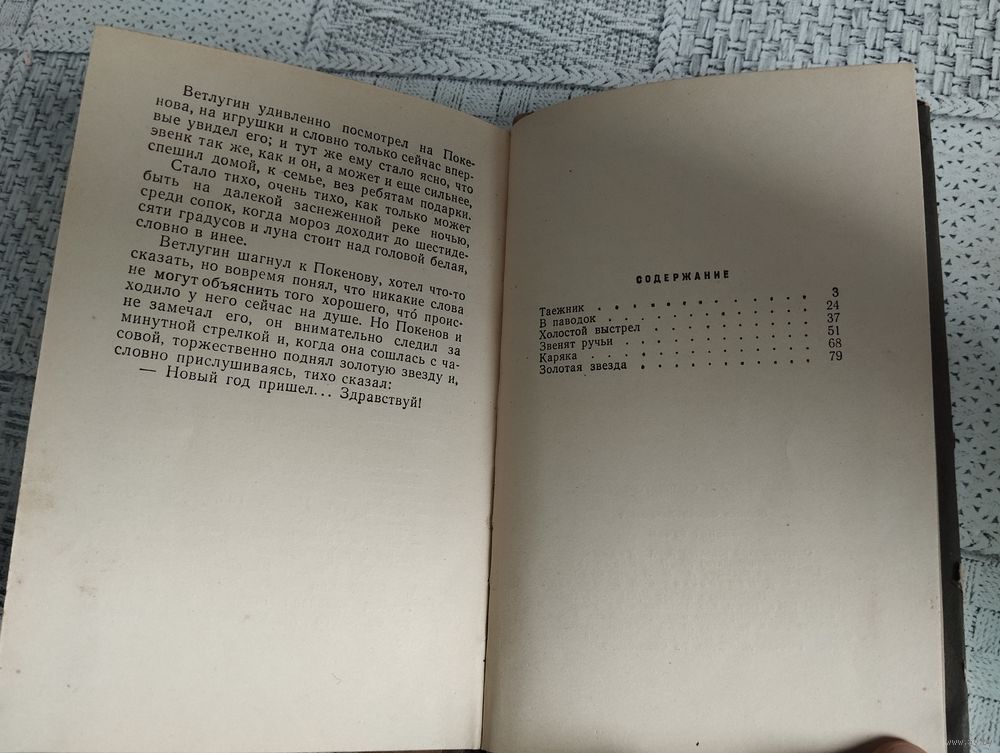 Ветлугин удивленно посмотрел на Поке-
нова, на игрушки и словно только сейчас впер-
вые увидел его; и тут же ему стало ясно, что
эвенк так же, как и он, а может и еще сильнее,
спешил домой, к семье, вез ребятам подарки.
Стало тихо, очень тихо, как только может
быть на далекой заснеженной реке ночью,
среди сопок, когда мороз доходит до шестиде-
сяти градусов и луна стоит над головой белая,
словно в инее.
Ветлугин шагнул к Покенову, хотел что-то
сказать, но вовремя понял, что никакие слова
не могут объяснить того хорошего, что́ проис-
ходило у него сейчас на душе. Но Покенов и
не замечал его, он внимательно следил за
минутной стрелкой и, когда она сошлась с ча-
совой, торжественно поднял золотую звезду и,
словно прислушиваясь, тихо сказал:
— Новый год пришел... Здравствуй!
СОДЕРЖАНИЕ
Таежник . . . . . . . . . . . 3
В паводок . . . . . . . . . . 24
Холостой выстрел . . . . . . . . 37
Звенят ручьи . . . . . . . . . 51
Каряка . . . . . . . . . . . 68
Золотая звезда . . . . . . . . . 79